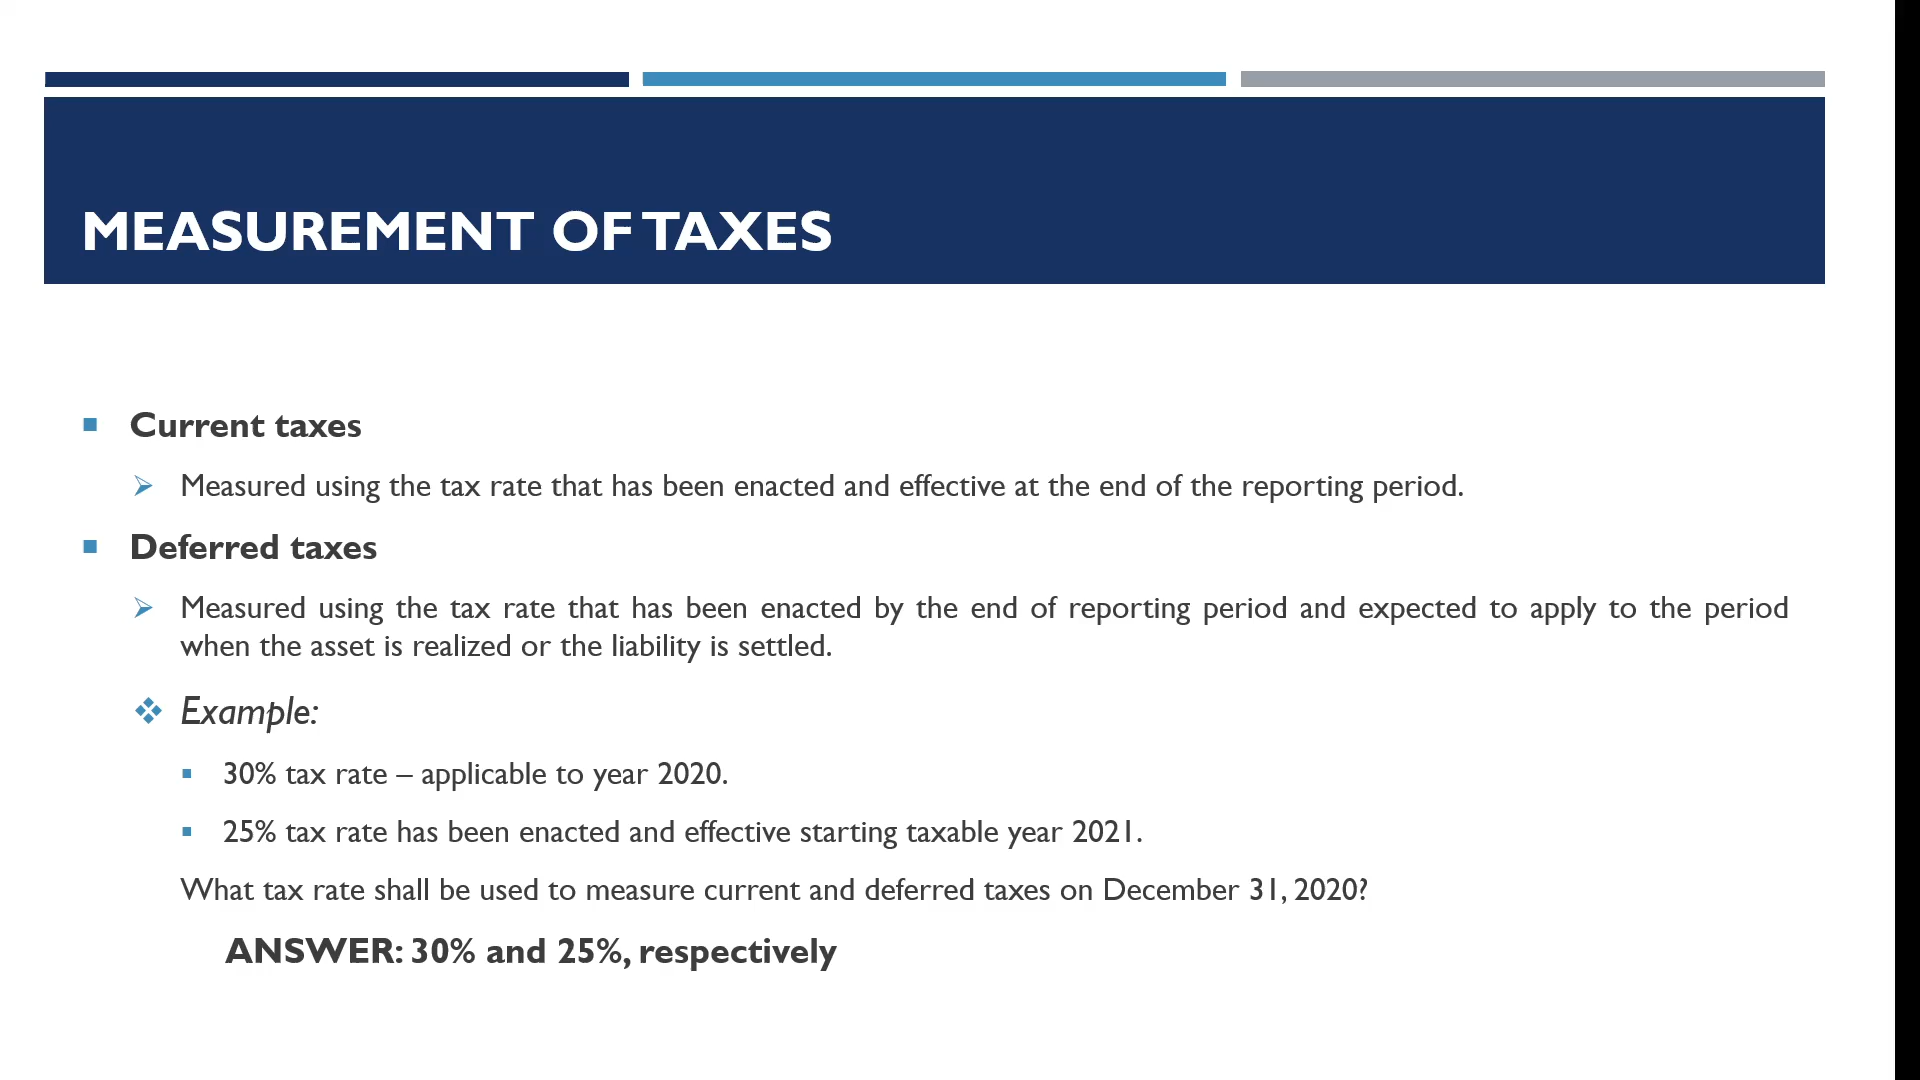 MEASUREMENT OF TAXES
Current taxes
Measured using the tax rate that has been enacted and effective at the end of the reporting period.
Deferred taxes
Measured using the tax rate that has been enacted by the end of reporting period and expected to apply to the period
when the asset is realized or the liability is settled.
Example:
30% tax rate – applicable to year 2020.
25% tax rate has been enacted and effective starting taxable year 2021.
What tax rate shall be used to measure current and deferred taxes on December 31, 2020?
ANSWER: 30% and 25%, respectively